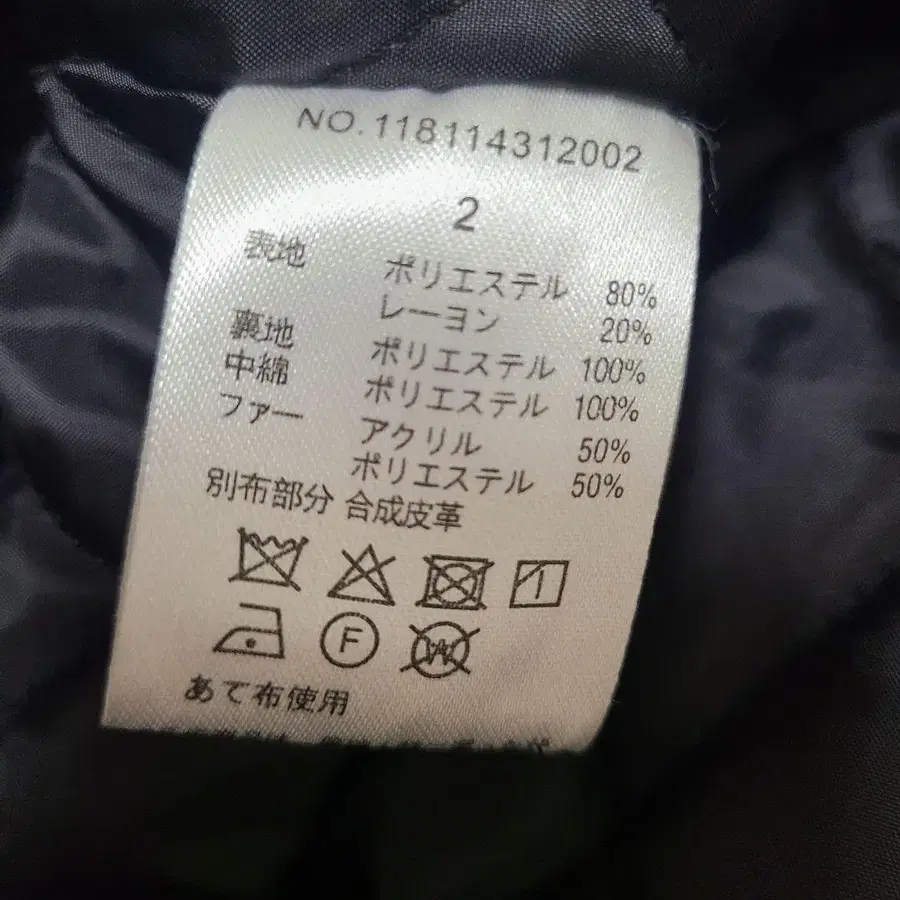 NO.118114312002
2
表地 ポリエステル 80%
レーヨン 20%
裏地 ポリエステル 100%
中綿 ポリエステル 100%
ファー アクリル 50%
ポリエステル 50%
別布部分 合成皮革
F
W
あて布使用